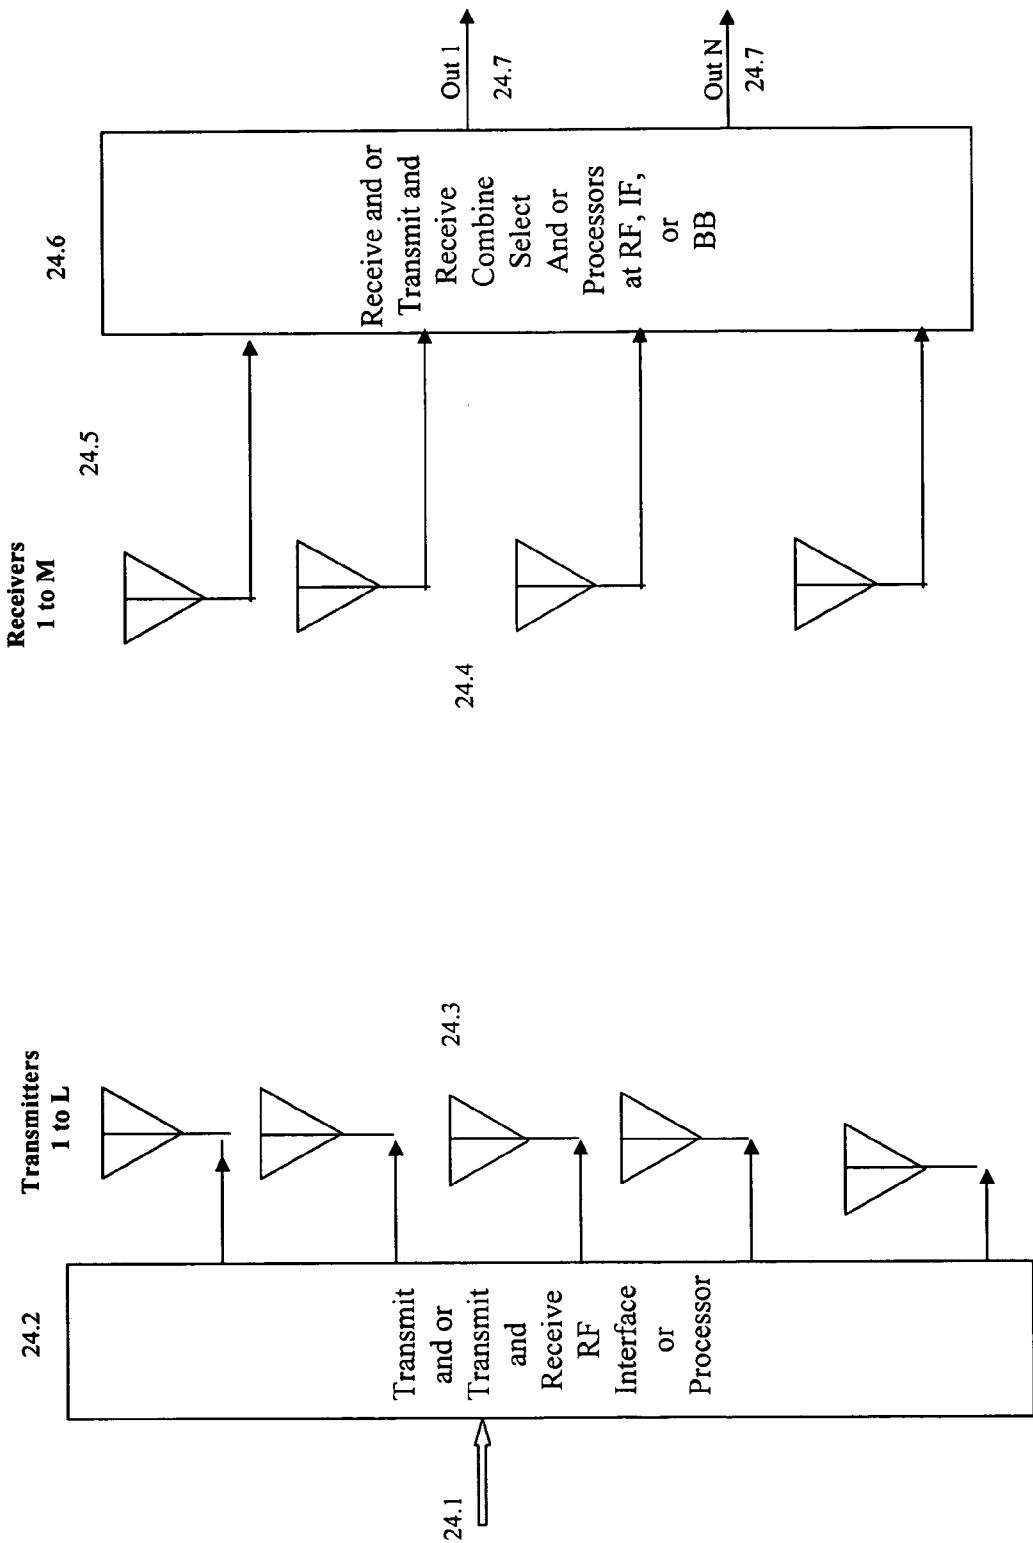 Transmitters
1 to L
Receivers
1 to M
24.1
24.2
Transmit
and or
Transmit
and
Receive
RF
Interface
or
Processor
24.3
24.4
24.5
24.6
Receive and or
Transmit and
Receive
Combine
Select
And or
Processors
at RF, IF,
or
BB
Out 1
24.7
Out N
24.7